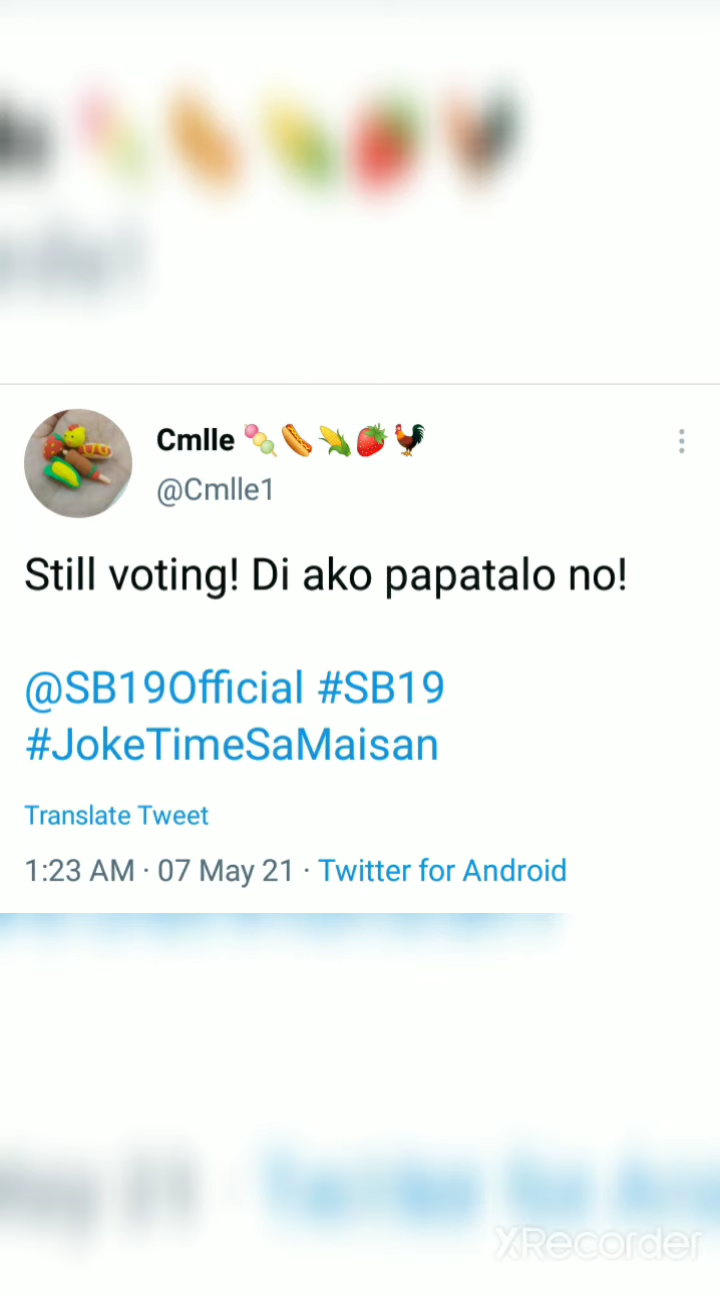 Cmlle 🍡🌭🌽🍓🐓
@Cmlle1
Still voting! Di ako papatalo no!
@SB19Official #SB19
#JokeTimeSaMaisan
Translate Tweet
1:23 AM · 07 May 21 · Twitter for Android
XRecorder